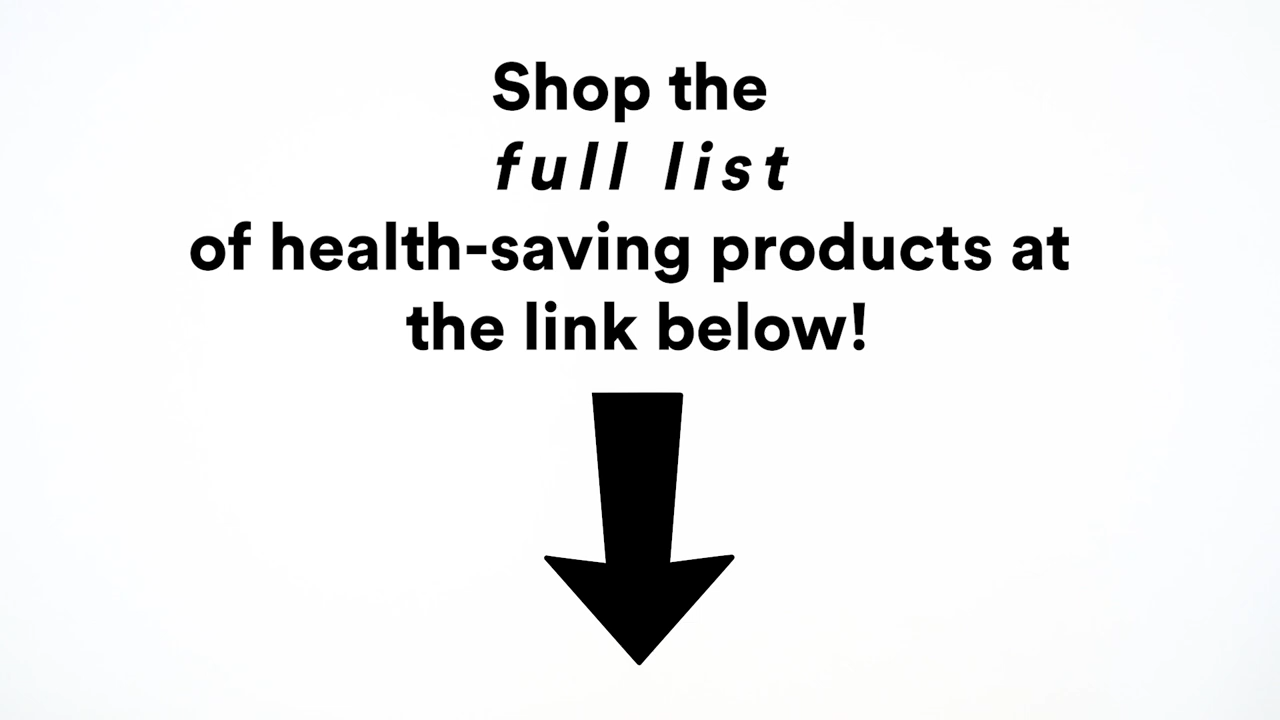 Shop the
full list
of health-saving products at
the link below!